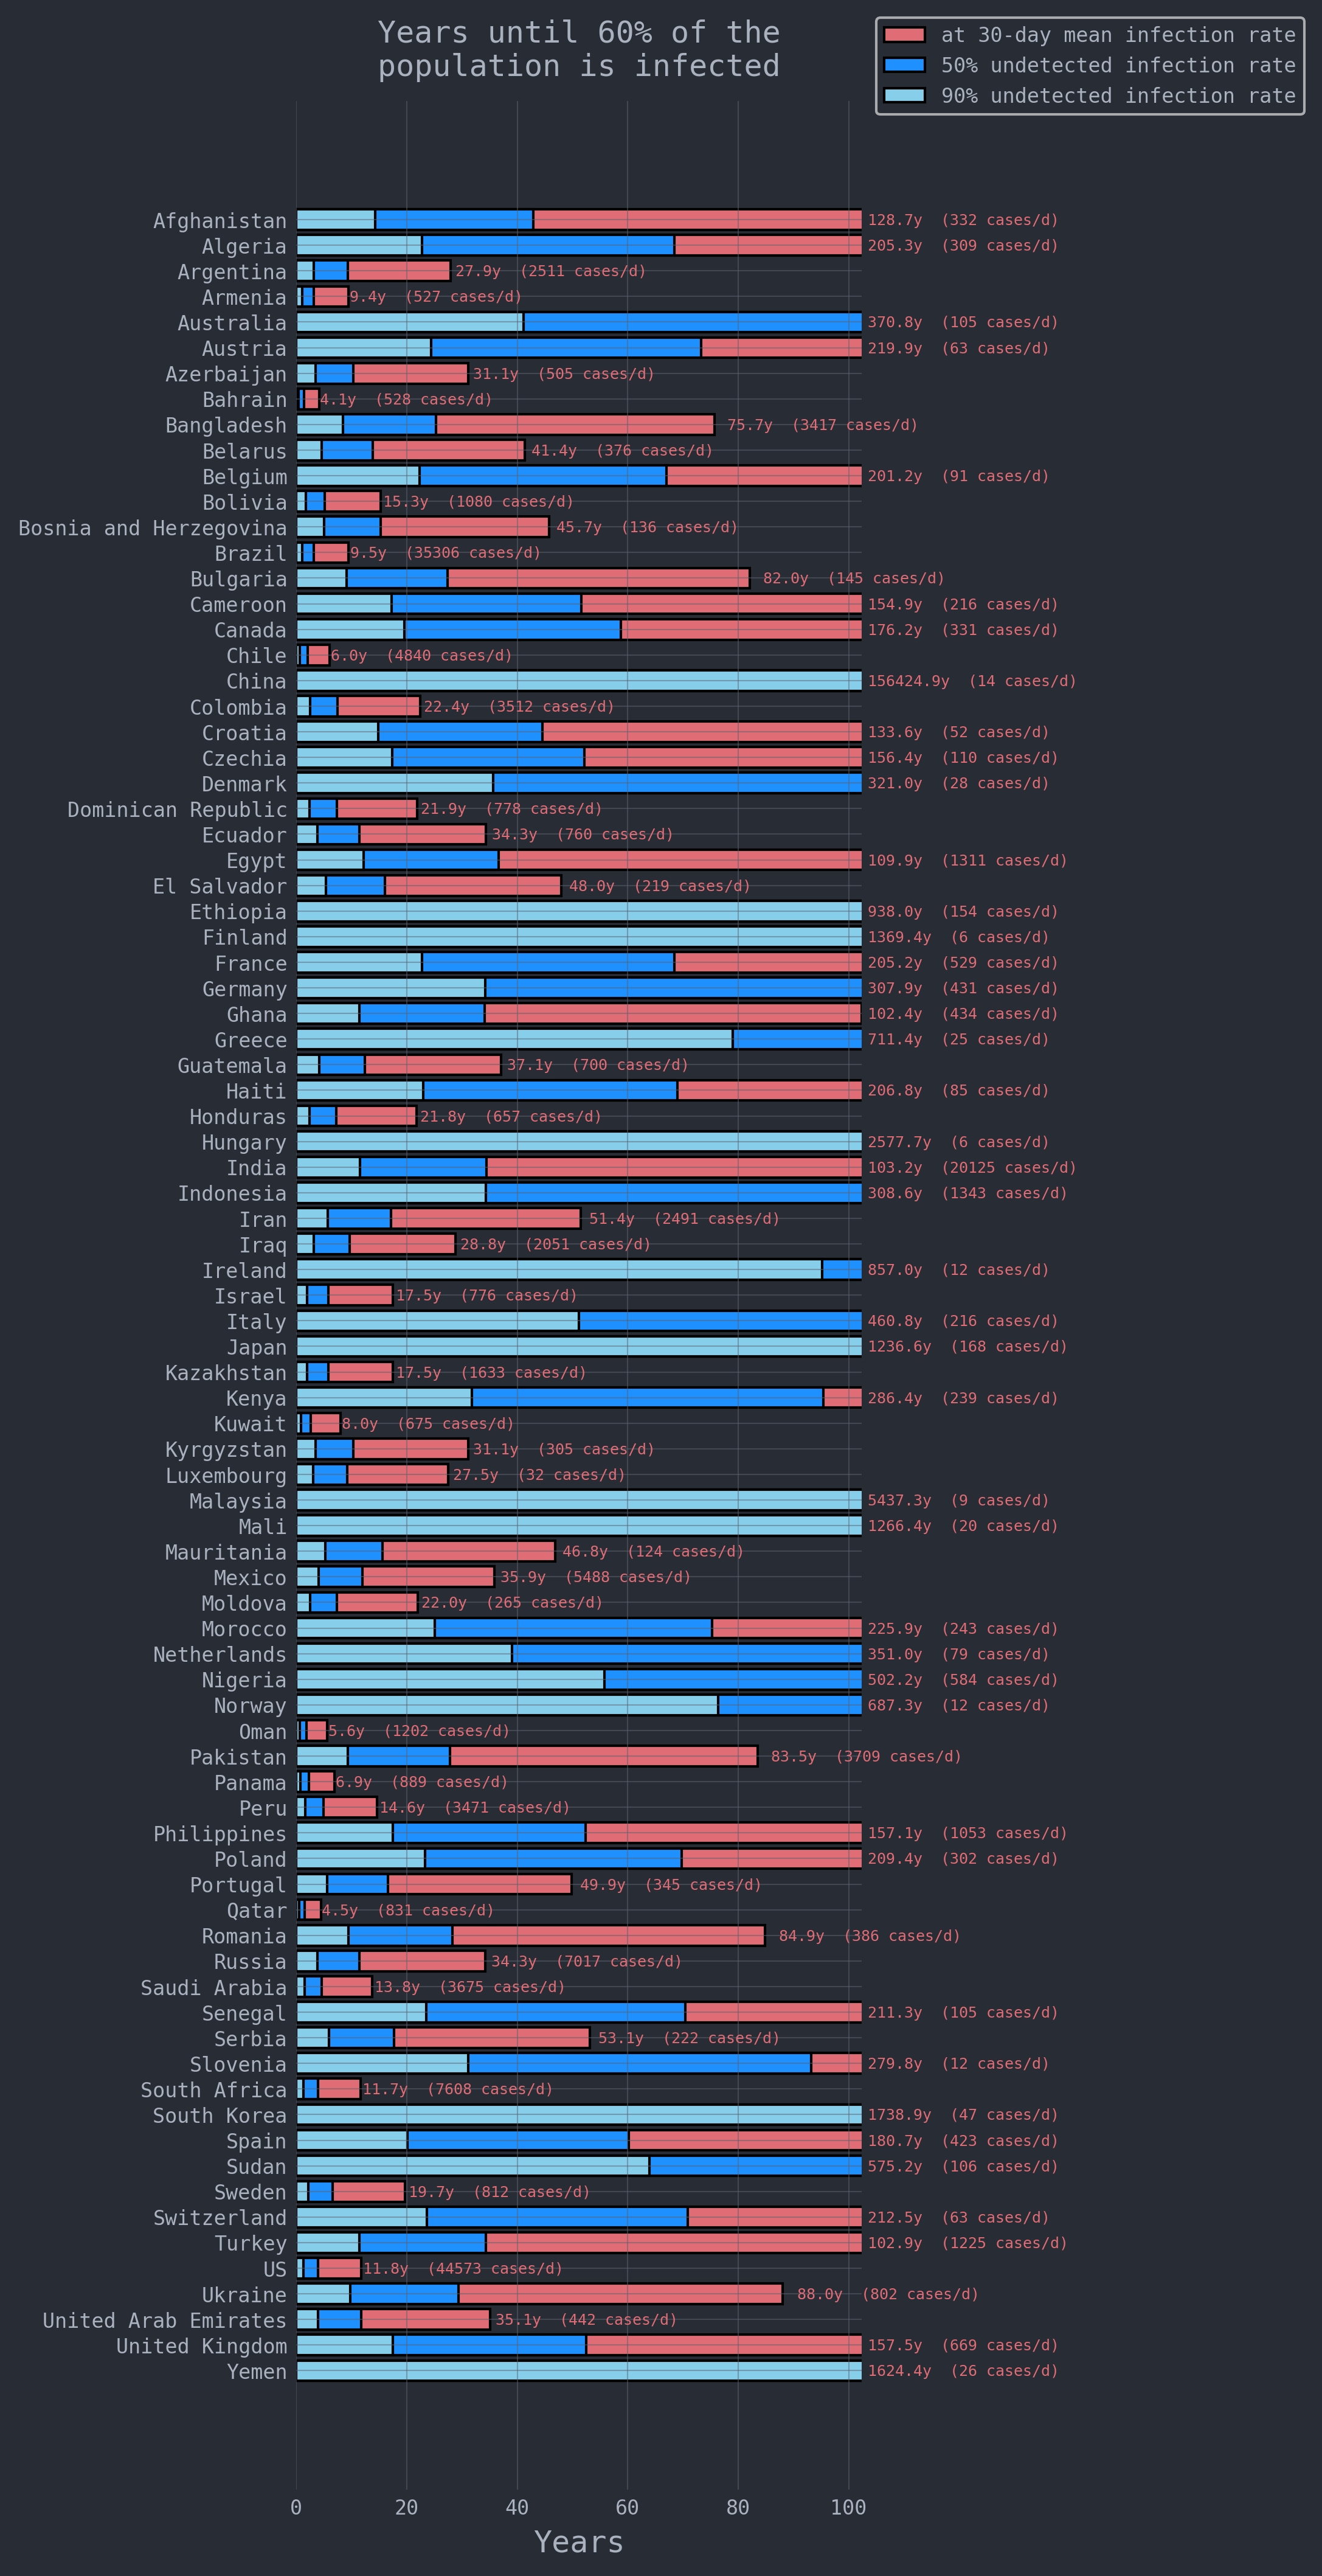 Years until 60% of the
population is infected
at 30-day mean infection rate
50% undetected infection rate
90% undetected infection rate
Afghanistan 128.7y (332 cases/d)
Algeria 205.3y (309 cases/d)
Argentina 27.9y (2511 cases/d)
Armenia 9.4y (527 cases/d)
Australia 370.8y (105 cases/d)
Austria 219.9y (63 cases/d)
Azerbaijan 31.1y (505 cases/d)
Bahrain 4.1y (528 cases/d)
Bangladesh 75.7y (3417 cases/d)
Belarus 41.4y (376 cases/d)
Belgium 201.2y (91 cases/d)
Bolivia 15.3y (1080 cases/d)
Bosnia and Herzegovina 45.7y (136 cases/d)
Brazil 9.5y (35306 cases/d)
Bulgaria 82.0y (145 cases/d)
Cameroon 154.9y (216 cases/d)
Canada 176.2y (331 cases/d)
Chile 6.0y (4840 cases/d)
China 156424.9y (14 cases/d)
Colombia 22.4y (3512 cases/d)
Croatia 133.6y (52 cases/d)
Czechia 156.4y (110 cases/d)
Denmark 321.0y (28 cases/d)
Dominican Republic 21.9y (778 cases/d)
Ecuador 34.3y (760 cases/d)
Egypt 109.9y (1311 cases/d)
El Salvador 48.0y (219 cases/d)
Ethiopia 938.0y (154 cases/d)
Finland 1369.4y (6 cases/d)
France 205.2y (529 cases/d)
Germany 307.9y (431 cases/d)
Ghana 102.4y (434 cases/d)
Greece 711.4y (25 cases/d)
Guatemala 37.1y (700 cases/d)
Haiti 206.8y (85 cases/d)
Honduras 21.8y (657 cases/d)
Hungary 2577.7y (6 cases/d)
India 103.2y (20125 cases/d)
Indonesia 308.6y (1343 cases/d)
Iran 51.4y (2491 cases/d)
Iraq 28.8y (2051 cases/d)
Ireland 857.0y (12 cases/d)
Israel 17.5y (776 cases/d)
Italy 460.8y (216 cases/d)
Japan 1236.6y (168 cases/d)
Kazakhstan 17.5y (1633 cases/d)
Kenya 286.4y (239 cases/d)
Kuwait 8.0y (675 cases/d)
Kyrgyzstan 31.1y (305 cases/d)
Luxembourg 27.5y (32 cases/d)
Malaysia 5437.3y (9 cases/d)
Mali 1266.4y (20 cases/d)
Mauritania 46.8y (124 cases/d)
Mexico 35.9y (5488 cases/d)
Moldova 22.0y (265 cases/d)
Morocco 225.9y (243 cases/d)
Netherlands 351.0y (79 cases/d)
Nigeria 502.2y (584 cases/d)
Norway 687.3y (12 cases/d)
Oman 5.6y (1202 cases/d)
Pakistan 83.5y (3709 cases/d)
Panama 6.9y (889 cases/d)
Peru 14.6y (3471 cases/d)
Philippines 157.1y (1053 cases/d)
Poland 209.4y (302 cases/d)
Portugal 49.9y (345 cases/d)
Qatar 4.5y (831 cases/d)
Romania 84.9y (386 cases/d)
Russia 34.3y (7017 cases/d)
Saudi Arabia 13.8y (3675 cases/d)
Senegal 211.3y (105 cases/d)
Serbia 53.1y (222 cases/d)
Slovenia 279.8y (12 cases/d)
South Africa 11.7y (7608 cases/d)
South Korea 1738.9y (47 cases/d)
Spain 180.7y (423 cases/d)
Sudan 575.2y (106 cases/d)
Sweden 19.7y (812 cases/d)
Switzerland 212.5y (63 cases/d)
Turkey 102.9y (1225 cases/d)
US 11.8y (44573 cases/d)
Ukraine 88.0y (802 cases/d)
United Arab Emirates 35.1y (442 cases/d)
United Kingdom 157.5y (669 cases/d)
Yemen 1624.4y (26 cases/d)
0 20 40 60 80 100
Years